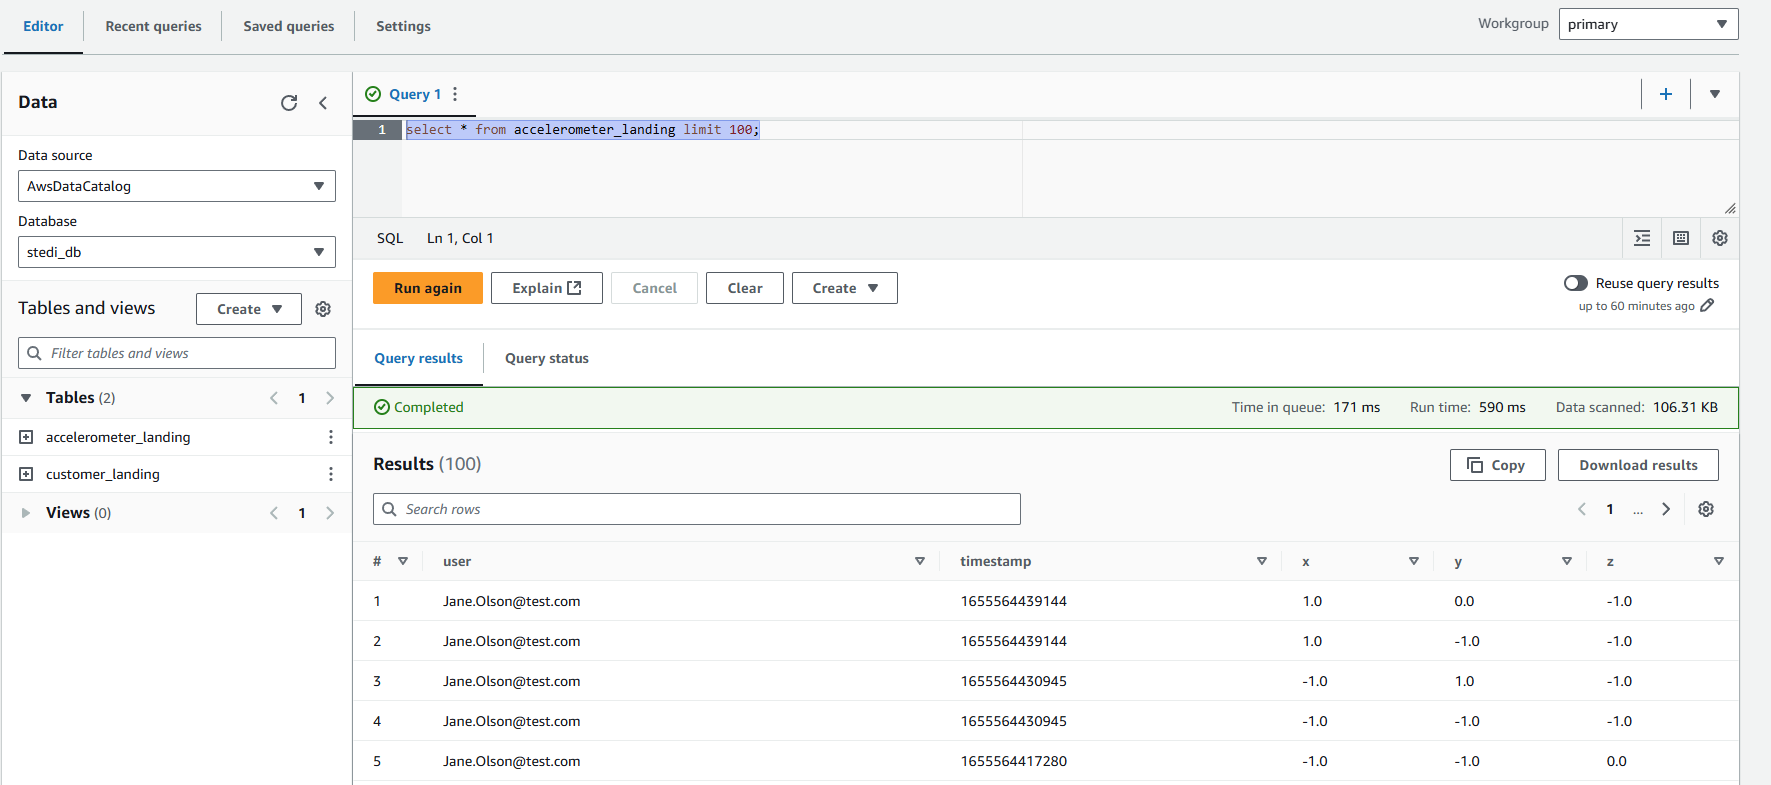 Editor Recent queries Saved queries Settings Workgroup primary
Data
Data source
AwsDataCatalog
Database
stedi_db
Tables and views Create
Filter tables and views
Tables (2) 1
accelerometer_landing
customer_landing
Views (0) 1
Query 1
1 select * from accelerometer_landing limit 100;
SQL Ln 1, Col 1
Run again Explain Cancel Clear Create Reuse query results
up to 60 minutes ago
Query results Query status
Completed Time in queue: 171 ms Run time: 590 ms Data scanned: 106.31 KB
Results (100) Copy Download results
Search rows 1 ...
# user timestamp x y z
1 Jane.Olson@test.com 1655564439144 1.0 0.0 -1.0
2 Jane.Olson@test.com 1655564439144 1.0 -1.0 -1.0
3 Jane.Olson@test.com 1655564430945 -1.0 1.0 -1.0
4 Jane.Olson@test.com 1655564430945 -1.0 -1.0 -1.0
5 Jane.Olson@test.com 1655564417280 -1.0 -1.0 0.0